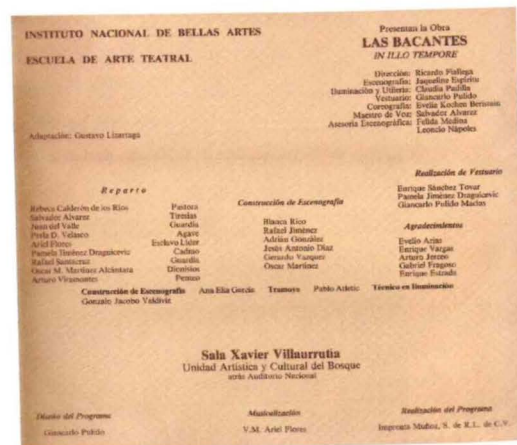 INSTITUTO NACIONAL DE BELLAS ARTES
ESCUELA DE ARTE TEATRAL
Presentan la Obra
LAS BACANTES
IN ILLO TEMPORE
Dirección: Ricardo
Escenografía: Jaqueline Espíritu
Iluminación y Utilería: Claudia Padilla
Vestuario: Giancarlo Pulido
Coreografía: Evelia Kochen
Maestro de Voz: Salvador Alvarez
Asesoría Escenográfica: Felida Medina
Leoncio Nápoles
Adaptación: Gustavo Lizarraga
Reparto
Rebeca Calderón de los Ríos Pastora
Salvador Alvarez Tiresias
Juan del Valle Guardia
Perla D. Velasco Agave
Ariel Flores Esclavo Líder
Pamela Jiménez Draguicevic Cadmo
Rafael Santacruz Guardia
Oscar M. Martínez Alcántara Dionisios
Arturo Viramontes Penteo
Construcción de Escenografía
Blanca Rico
Rafael Jiménez
Adrián González
Jesús Antonio Díaz
Gerardo Vazquez
Oscar Martínez
Realización de Vestuario
Enrique Sánchez Tovar
Pamela Jiménez Draguicevic
Giancarlo Pulido Macías
Agradecimientos
Evelio Arias
Enrique Vargas
Arturo
Gabriel Fragoso
Enrique Estrada
Construcción de Escenografía Ana Elia García Tramoya Pablo Técnico en Iluminación
Gonzalo Jacobo Valdivia
Sala Xavier Villaurrutia
Unidad Artística y Cultural del Bosque
atrás Auditorio Nacional
Diseño del Programa
Giancarlo Pulido
Musicalización
V.M. Ariel Flores
Realización del Programa
Imprenta Muñoz, S. de R.L. de C.V.